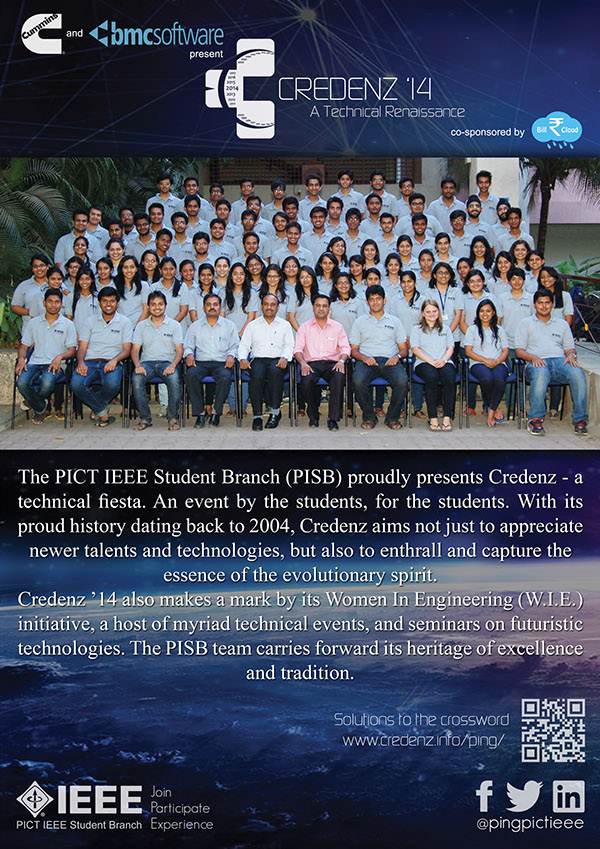 Cummins
and
bmcsoftware
present
2014
CREDENZ '14
A Technical Renaissance
co-sponsored by
Bill ₹ Cloud
The PICT IEEE Student Branch (PISB) proudly presents Credenz - a
technical fiesta. An event by the students, for the students. With its
proud history dating back to 2004, Credenz aims not just to appreciate
newer talents and technologies, but also to enthrall and capture the
essence of the evolutionary spirit.
Credenz ’14 also makes a mark by its Women In Engineering (W.I.E.)
initiative, a host of myriad technical events, and seminars on futuristic
technologies. The PISB team carries forward its heritage of excellence
and tradition.
Solutions to the crossword
www.credenz.info/ping/
IEEE
PICT IEEE Student Branch
Join
Participate
Experience
f
in
@pingpictieee